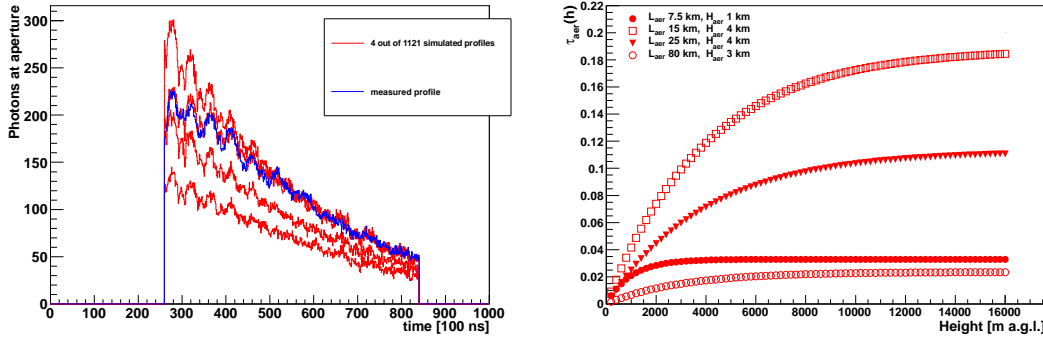 Photons at aperture
300
250
200
150
100
50
0
0 100 200 300 400 500 600 700 800 900 1000
time [100 ns]
4 out of 1121 simulated profiles
measured profile
τaer(h)
0.22
0.2
0.18
0.16
0.14
0.12
0.1
0.08
0.06
0.04
0.02
0
0 2000 4000 6000 8000 10000 12000 14000 16000
Height [m a.g.l.]
Laer 7.5 km, Haer 1 km
Laer 15 km, Haer 4 km
Laer 25 km, Haer 4 km
Laer 80 km, Haer 3 km